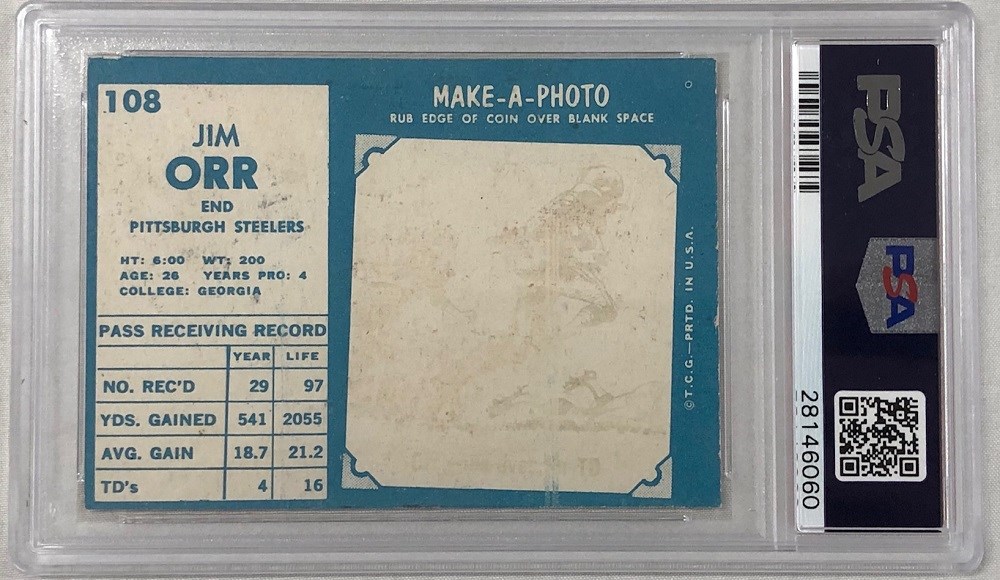 108
JIM
ORR
END
PITTSBURGH STEELERS
HT: 6:00 WT: 200
AGE: 26 YEARS PRO: 4
COLLEGE: GEORGIA
PASS RECEIVING RECORD
YEAR LIFE
NO. REC'D 29 97
YDS. GAINED 541 2055
AVG. GAIN 18.7 21.2
TD's 4 16
MAKE-A-PHOTO
RUB EDGE OF COIN OVER BLANK SPACE
©T.C.G.—PRTD. IN U.S.A.
PSA
PSA
28146060